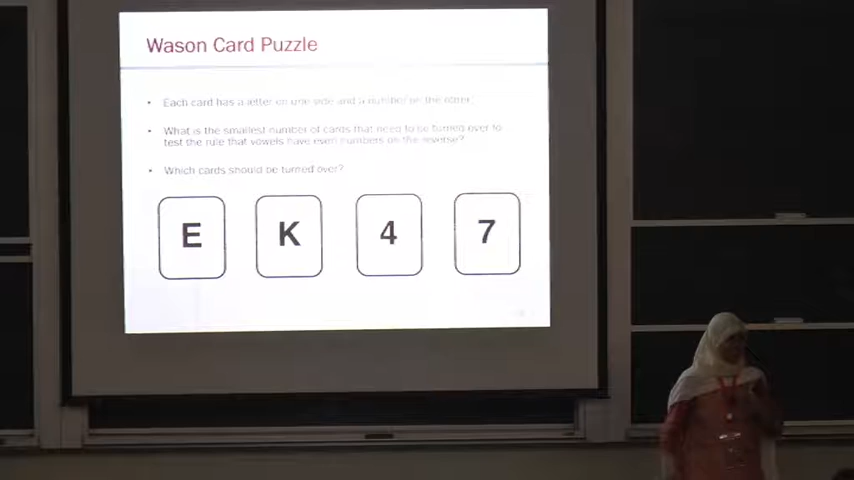 Wason Card Puzzle
• Each card has a letter on one side and a number on the other.
• What is the smallest number of cards that need to be turned over to
test the rule that vowels have even numbers on the reverse?
• Which cards should be turned over?
E K 4 7